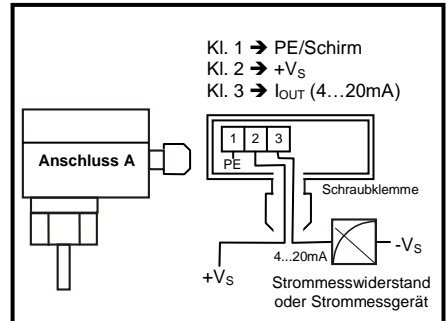 Kl. 1 ➔ PE/Schirm
Kl. 2 ➔ +VS
Kl. 3 ➔ IOUT (4…20mA)
Anschluss A
1 2 3
PE
Schraubklemme
4...20mA
-VS
+VS
Strommesswiderstand
oder Strommessgerät